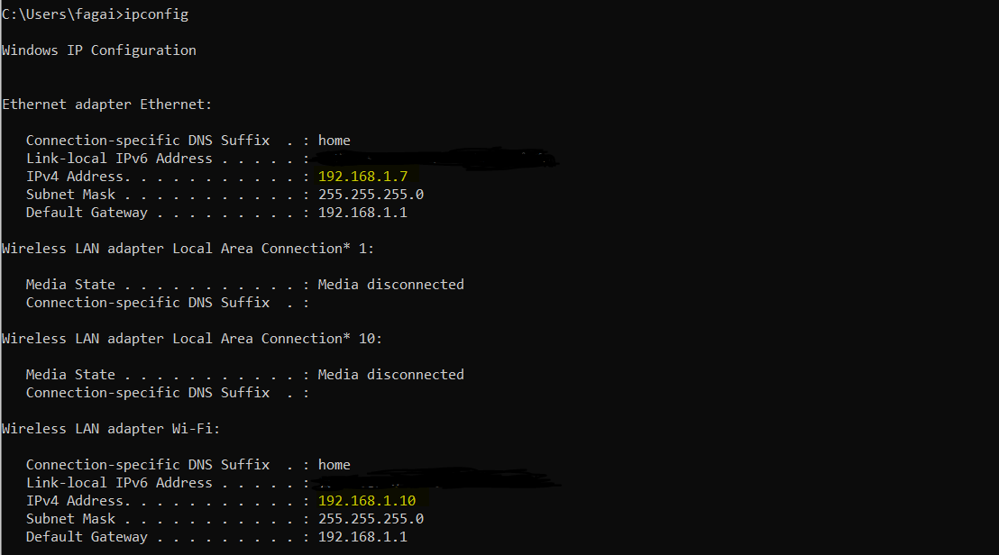 C:\Users\fagai>ipconfig
Windows IP Configuration
Ethernet adapter Ethernet:
Connection-specific DNS Suffix  . : home
Link-local IPv6 Address . . . . . :
IPv4 Address. . . . . . . . . . . : 192.168.1.7
Subnet Mask . . . . . . . . . . . : 255.255.255.0
Default Gateway . . . . . . . . . : 192.168.1.1
Wireless LAN adapter Local Area Connection* 1:
Media State . . . . . . . . . . . : Media disconnected
Connection-specific DNS Suffix  . :
Wireless LAN adapter Local Area Connection* 10:
Media State . . . . . . . . . . . : Media disconnected
Connection-specific DNS Suffix  . :
Wireless LAN adapter Wi-Fi:
Connection-specific DNS Suffix  . : home
Link-local IPv6 Address . . . . . :
IPv4 Address. . . . . . . . . . . : 192.168.1.10
Subnet Mask . . . . . . . . . . . : 255.255.255.0
Default Gateway . . . . . . . . . : 192.168.1.1